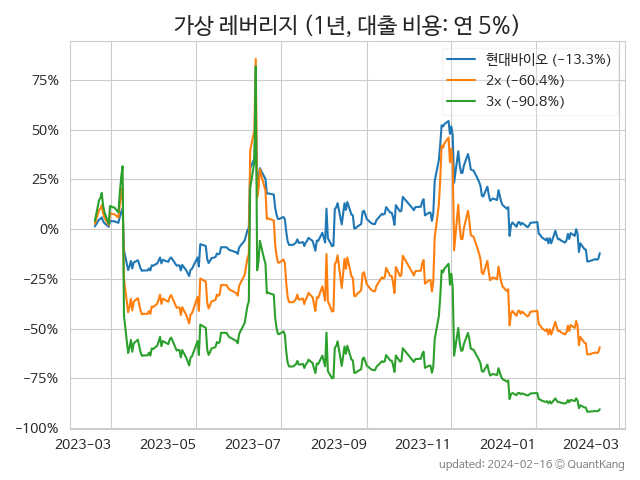 가상 레버리지 (1년, 대출 비용: 연 5%)
현대바이오 (−13.3%)
2x (−60.4%)
3x (−90.8%)
75%
50%
25%
0%
−25%
−50%
−75%
−100%
2023-03 2023-05 2023-07 2023-09 2023-11 2024-01 2024-03
updated: 2024-02-16 © QuantKang